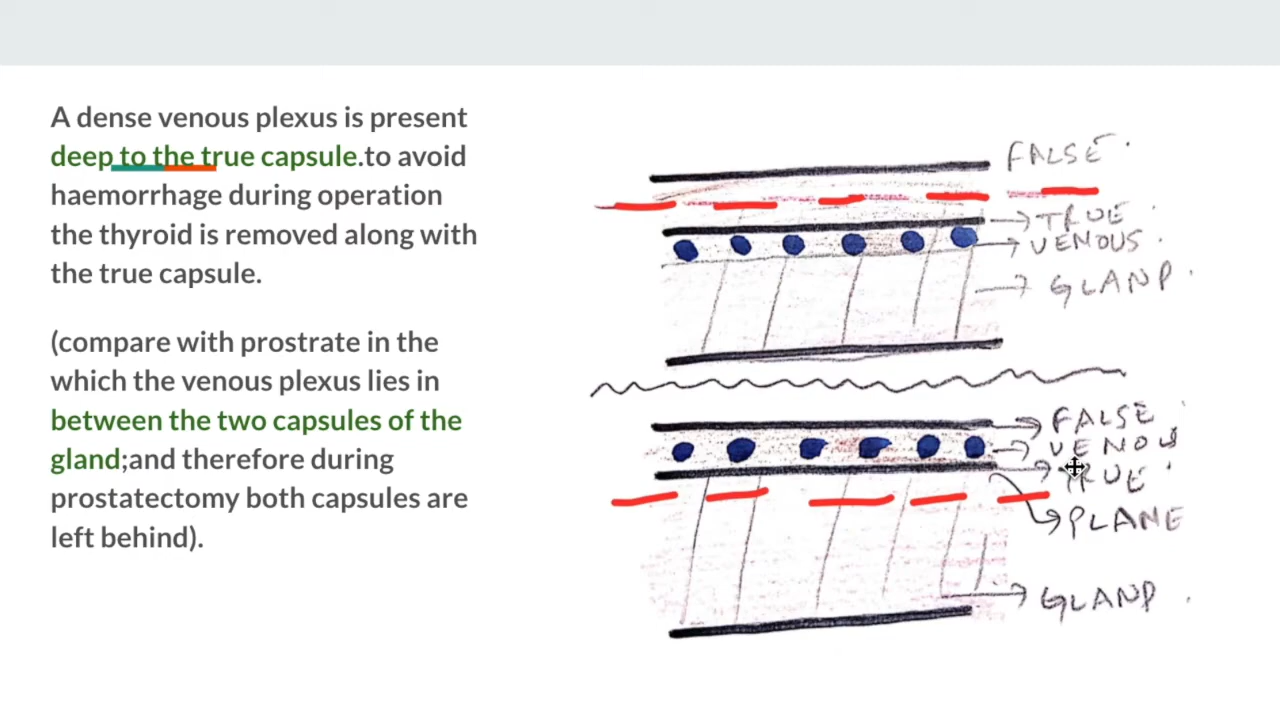 A dense venous plexus is present
deep to the true capsule.to avoid
haemorrhage during operation
the thyroid is removed along with
the true capsule.
(compare with prostrate in the
which the venous plexus lies in
between the two capsules of the
gland;and therefore during
prostatectomy both capsules are
left behind).
FALSE
TRUE
VENOUS
GLAND
FALSE
VENOUS
TRUE
PLANE
GLAND